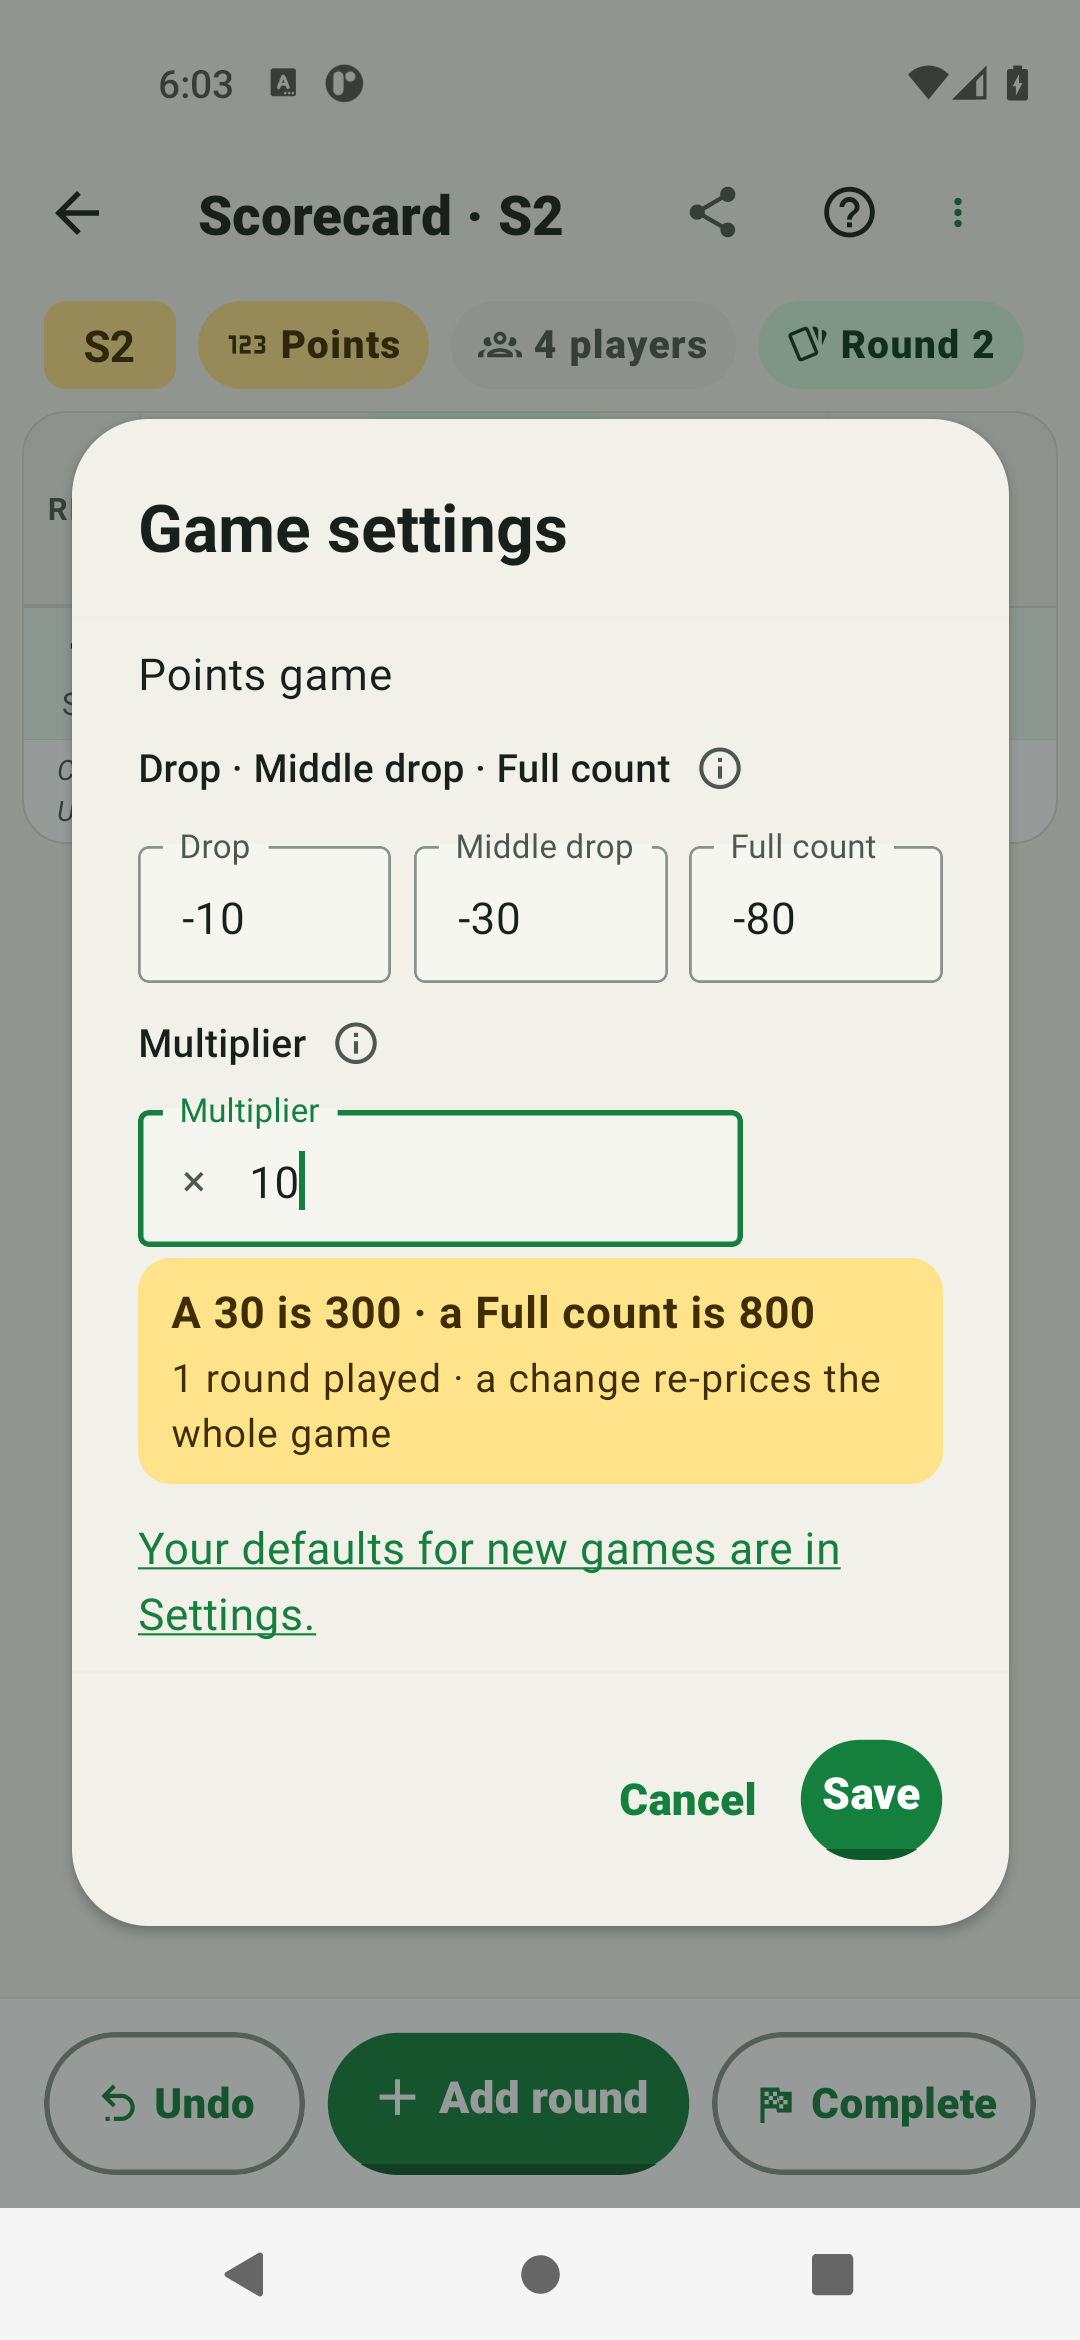 6:03
Scorecard · S2
S2
123 Points
4 players
Round 2
Game settings
Points game
Drop · Middle drop · Full count
Drop
Middle drop
Full count
-10
-30
-80
Multiplier
Multiplier
× 10
A 30 is 300 · a Full count is 800
1 round played · a change re-prices the
whole game
Your defaults for new games are in
Settings.
Cancel
Save
Undo
+ Add round
Complete